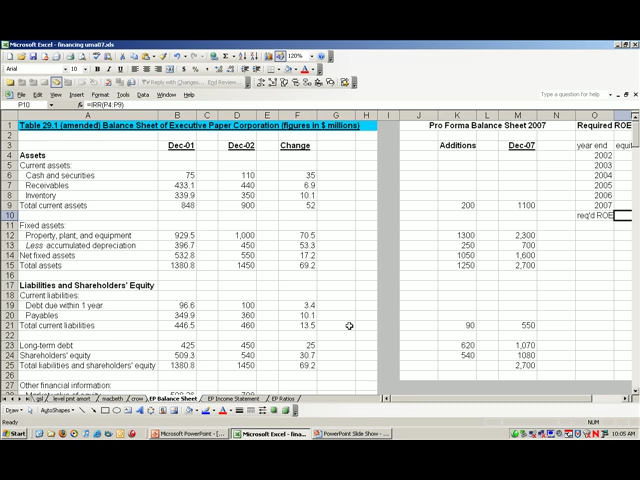 Microsoft Excel - financing uma07.xls
Arial 10 B I U $ % , 120%
Reply with Changes...
File Edit View Insert Format Tools Data Window Help Adobe PDF Type a question for help
P10 =IRR(P4:P9)
A B C D E F G H I J K L M N O
1 Table 29.1 (amended) Balance Sheet of Executive Paper Corporation (figures in $ millions) Pro Forma Balance Sheet 2007 Required ROE
2
3 Dec-01 Dec-02 Change Additions Dec-07 year end
4 Assets 2002
5 Current assets: 2003
6 Cash and securities 75 110 35 2004
7 Receivables 433.1 440 6.9 2005
8 Inventory 339.9 350 10.1 2006
9 Total current assets 848 900 52 200 1100 2007
10 req'd ROE
11 Fixed assets:
12 Property, plant, and equipment 929.5 1,000 70.5 1300 2,300
13 Less accumulated depreciation 396.7 450 53.3 250 700
14 Net fixed assets 532.8 550 17.2 1050 1,600
15 Total assets 1380.8 1450 69.2 1250 2,700
16
17 Liabilities and Shareholders' Equity
18 Current liabilities:
19 Debt due within 1 year 96.6 100 3.4
20 Payables 349.9 360 10.1
21 Total current liabilities 446.5 460 13.5 90 550
22
23 Long-term debt 425 450 25 620 1,070
24 Shareholders' equity 509.3 540 30.7 540 1080
25 Total liabilities and shareholders' equity 1380.8 1450 69.2 2,700
26
27 Other financial information:
gsl level pmt amort macbeth crow EP Balance Sheet EP Income Statement EP Ratios
Draw AutoShapes
Ready NUM
Start Microsoft PowerPoint - [... Microsoft Excel - fina... PowerPoint Slide Show -... 10:05 AM